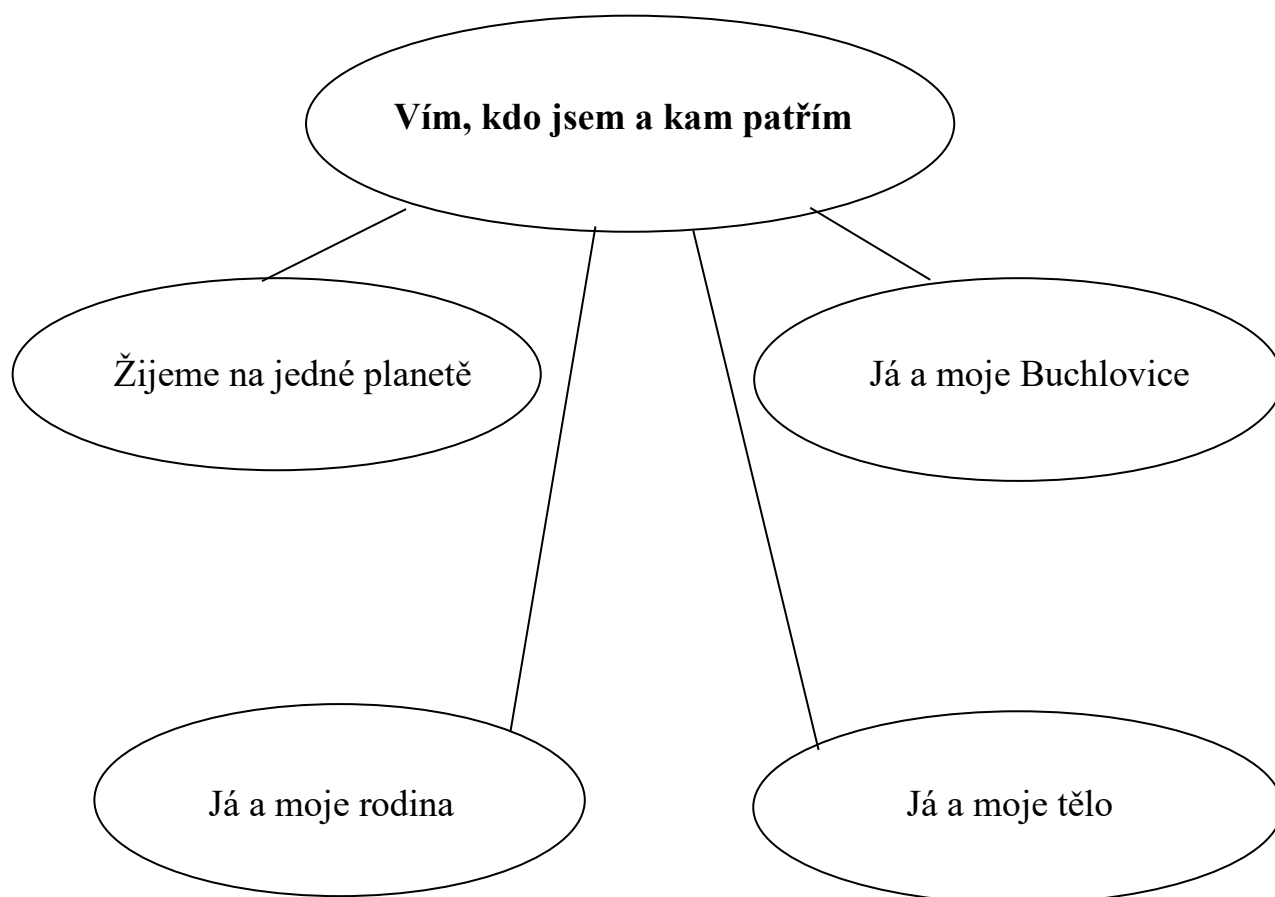 Vím, kdo jsem a kam patřím
Žijeme na jedné planetě
Já a moje Buchlovice
Já a moje rodina
Já a moje tělo